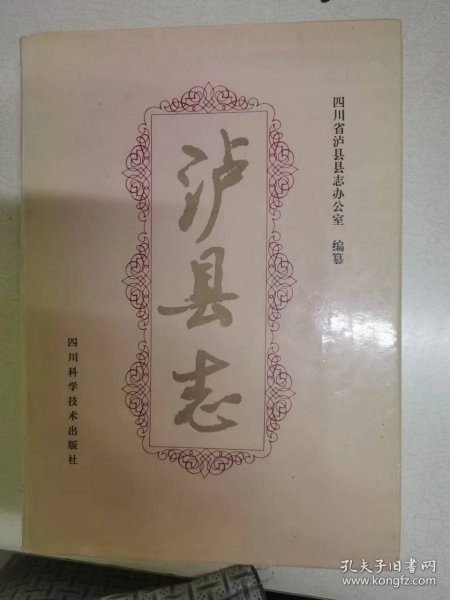 四川省泸县县志办公室 编纂
泸县志
四川科学技术出版社
孔夫子旧书网
www.kongfz.com